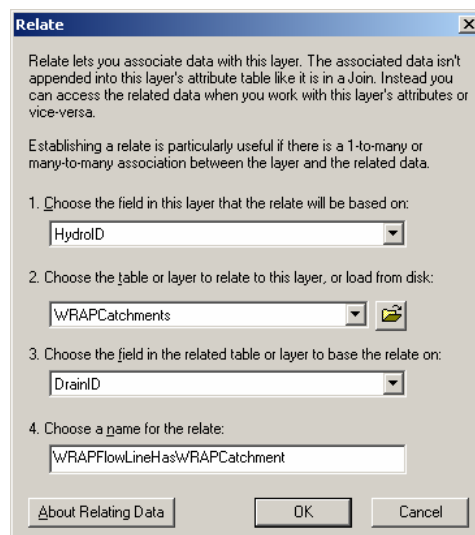 Relate
Relate lets you associate data with this layer. The associated data isn't
appended into this layer's attribute table like it is in a Join. Instead you
can access the related data when you work with this layer's attributes or
vice-versa.
Establishing a relate is particularly useful if there is a 1-to-many or
many-to-many association between the layer and the related data.
1. Choose the field in this layer that the relate will be based on:
HydroID
2. Choose the table or layer to relate to this layer, or load from disk:
WRAPCatchments
3. Choose the field in the related table or layer to base the relate on:
DrainID
4. Choose a name for the relate:
WRAPFlowLineHasWRAPCatchment
About Relating Data OK Cancel